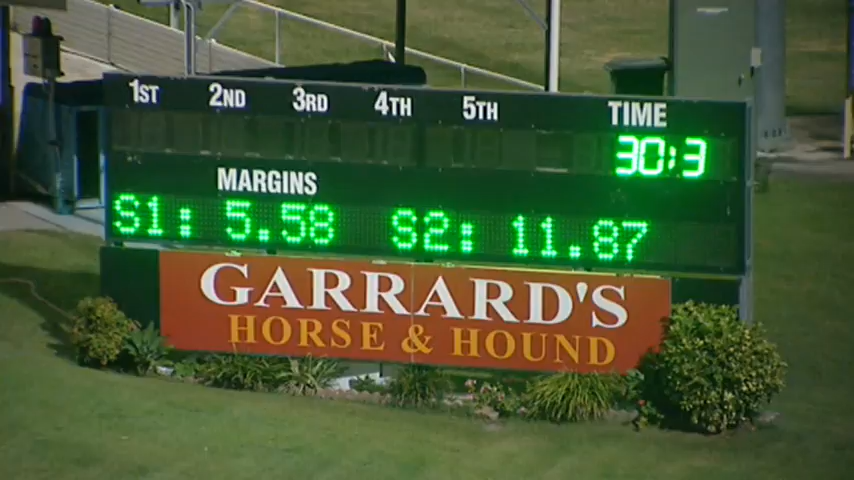 1ST 2ND 3RD 4TH 5TH TIME
30:3
MARGINS
S1: 5.58 S2: 11.87
GARRARD'S
HORSE & HOUND